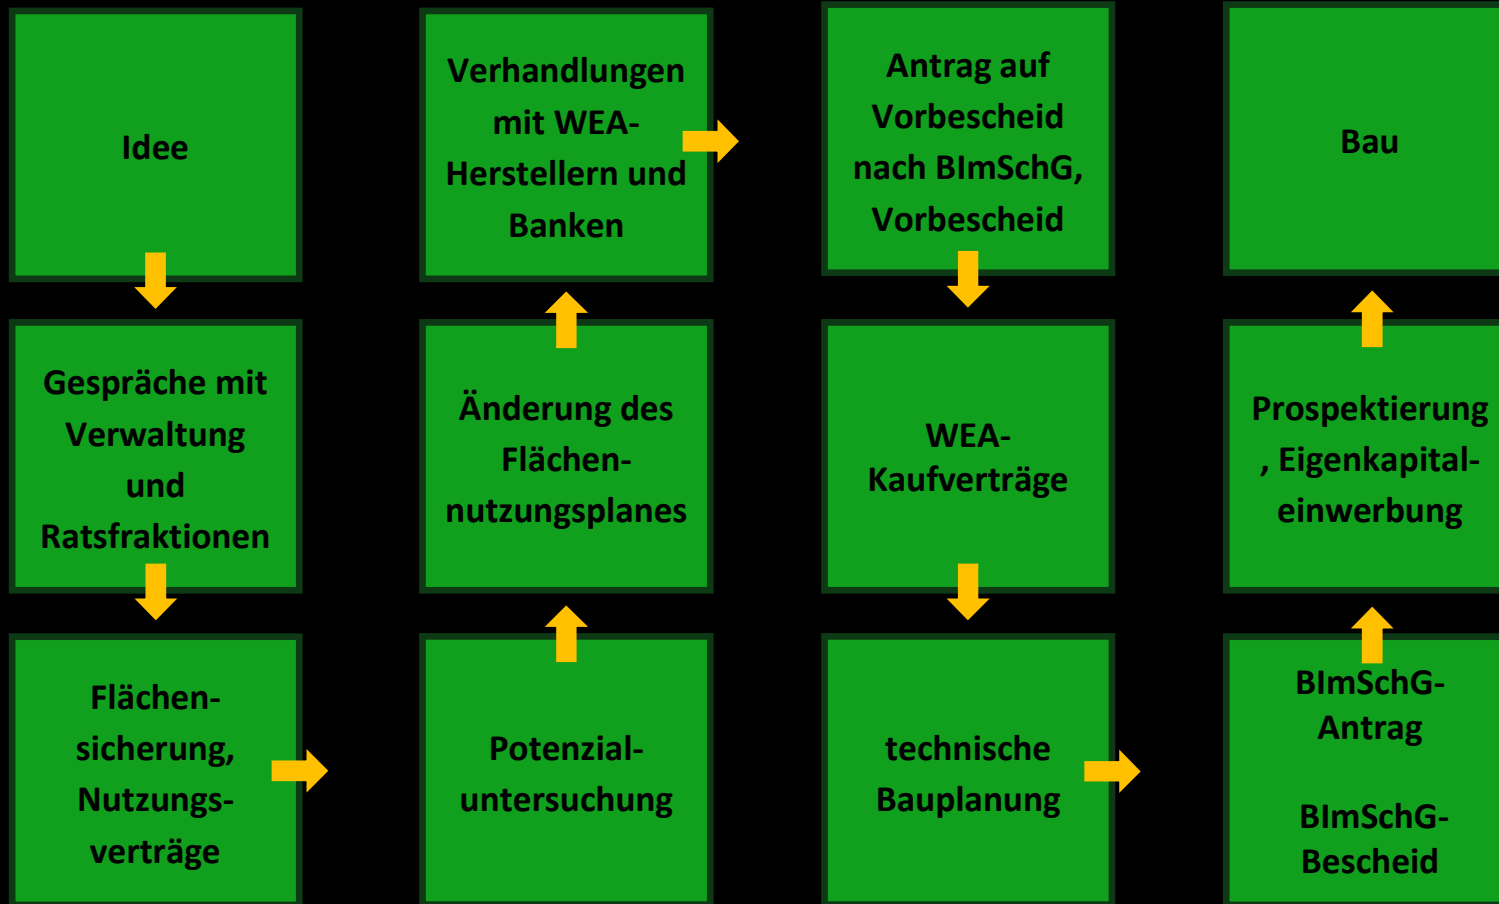 Idee
Gespräche mit
Verwaltung
und
Ratsfraktionen
Flächen-
sicherung,
Nutzungs-
verträge
Potenzial-
untersuchung
Änderung des
Flächen-
nutzungsplanes
Verhandlungen
mit WEA-
Herstellern und
Banken
Antrag auf
Vorbescheid
nach BImSchG,
Vorbescheid
WEA-
Kaufverträge
technische
Bauplanung
BImSchG-
Antrag
BImSchG-
Bescheid
Prospektierung
, Eigenkapital-
einwerbung
Bau